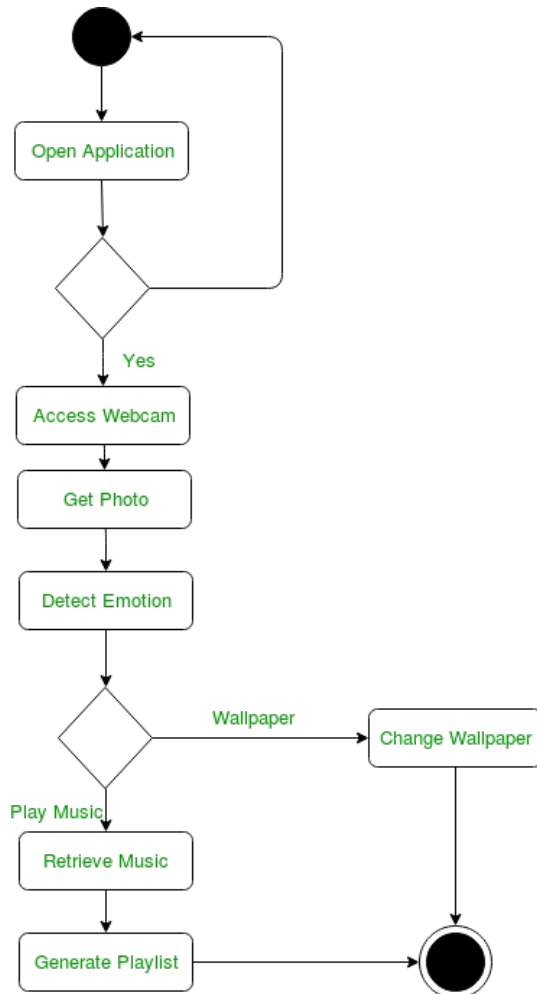 Open Application
Yes
Access Webcam
Get Photo
Detect Emotion
Wallpaper
Change Wallpaper
Play Music
Retrieve Music
Generate Playlist